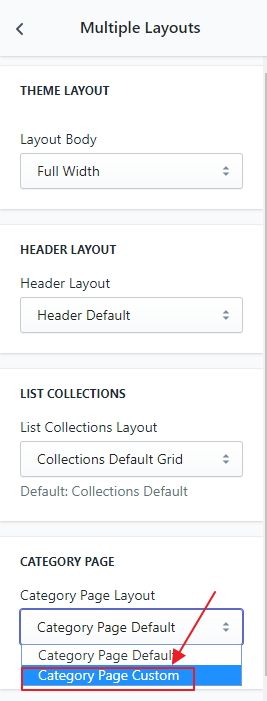 Multiple Layouts
THEME LAYOUT
Layout Body
Full Width
HEADER LAYOUT
Header Layout
Header Default
LIST COLLECTIONS
List Collections Layout
Collections Default Grid
Default: Collections Default
CATEGORY PAGE
Category Page Layout
Category Page Default
Category Page Default
Category Page Custom